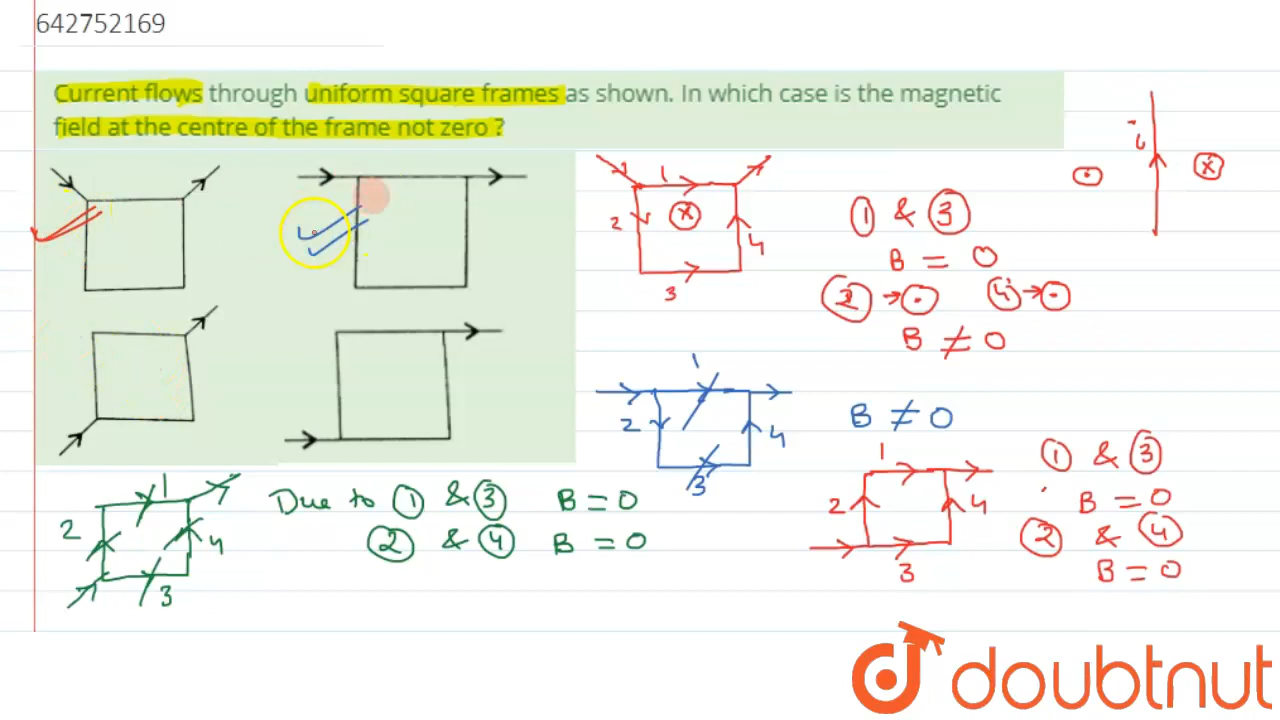 642752169
Current flows through uniform square frames as shown. In which case is the magnetic
field at the centre of the frame not zero ?
i
1
2
4
3
① & ③
B = 0
② → ⊙ ④ → ⊙
B ≠ 0
1
2
4
3
B ≠ 0
1
2
4
3
① & ③
B = 0
② & ④
B = 0
1
2
4
3
Due to ① & ③ B = 0
② & ④ B = 0
doubtnut